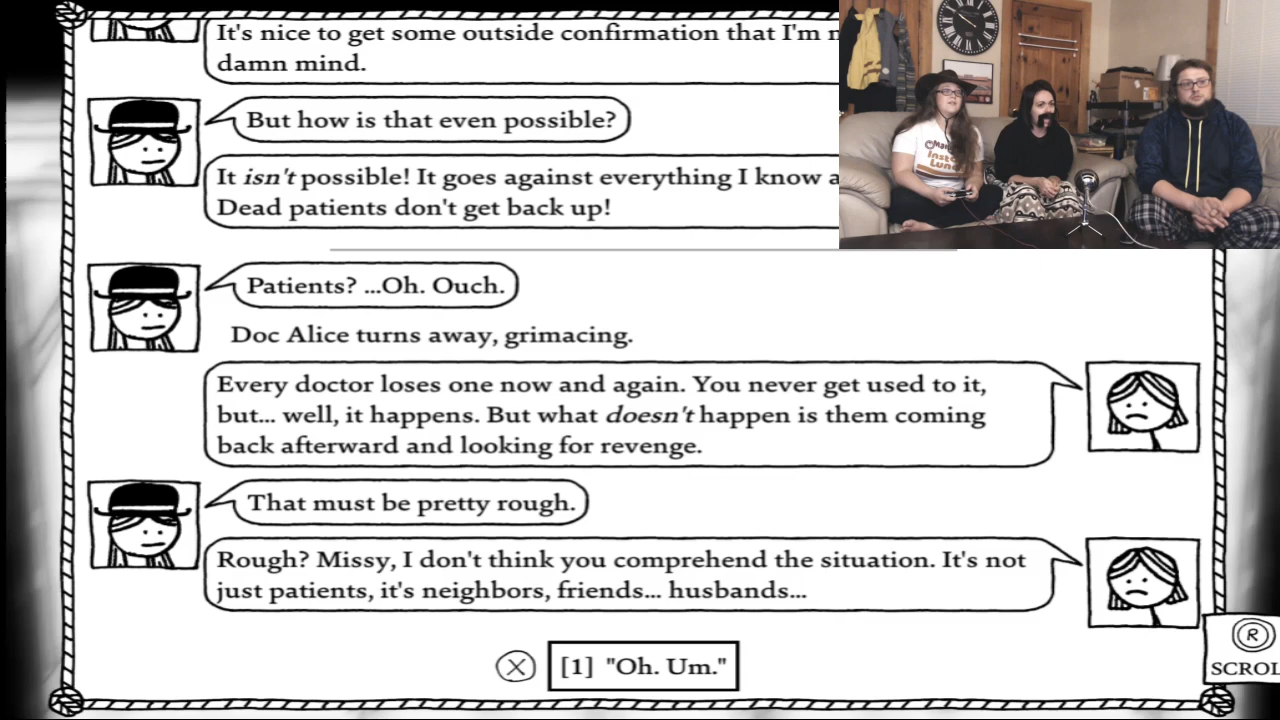 It's nice to get some outside confirmation that I'm
damn mind.
But how is that even possible?
It isn't possible! It goes against everything I know
Dead patients don't get back up!
Patients? ...Oh. Ouch.
Doc Alice turns away, grimacing.
Every doctor loses one now and again. You never get used to it,
but... well, it happens. But what doesn't happen is them coming
back afterward and looking for revenge.
That must be pretty rough.
Rough? Missy, I don't think you comprehend the situation. It's not
just patients, it's neighbors, friends... husbands...
X [1] "Oh. Um."
R
SCROL